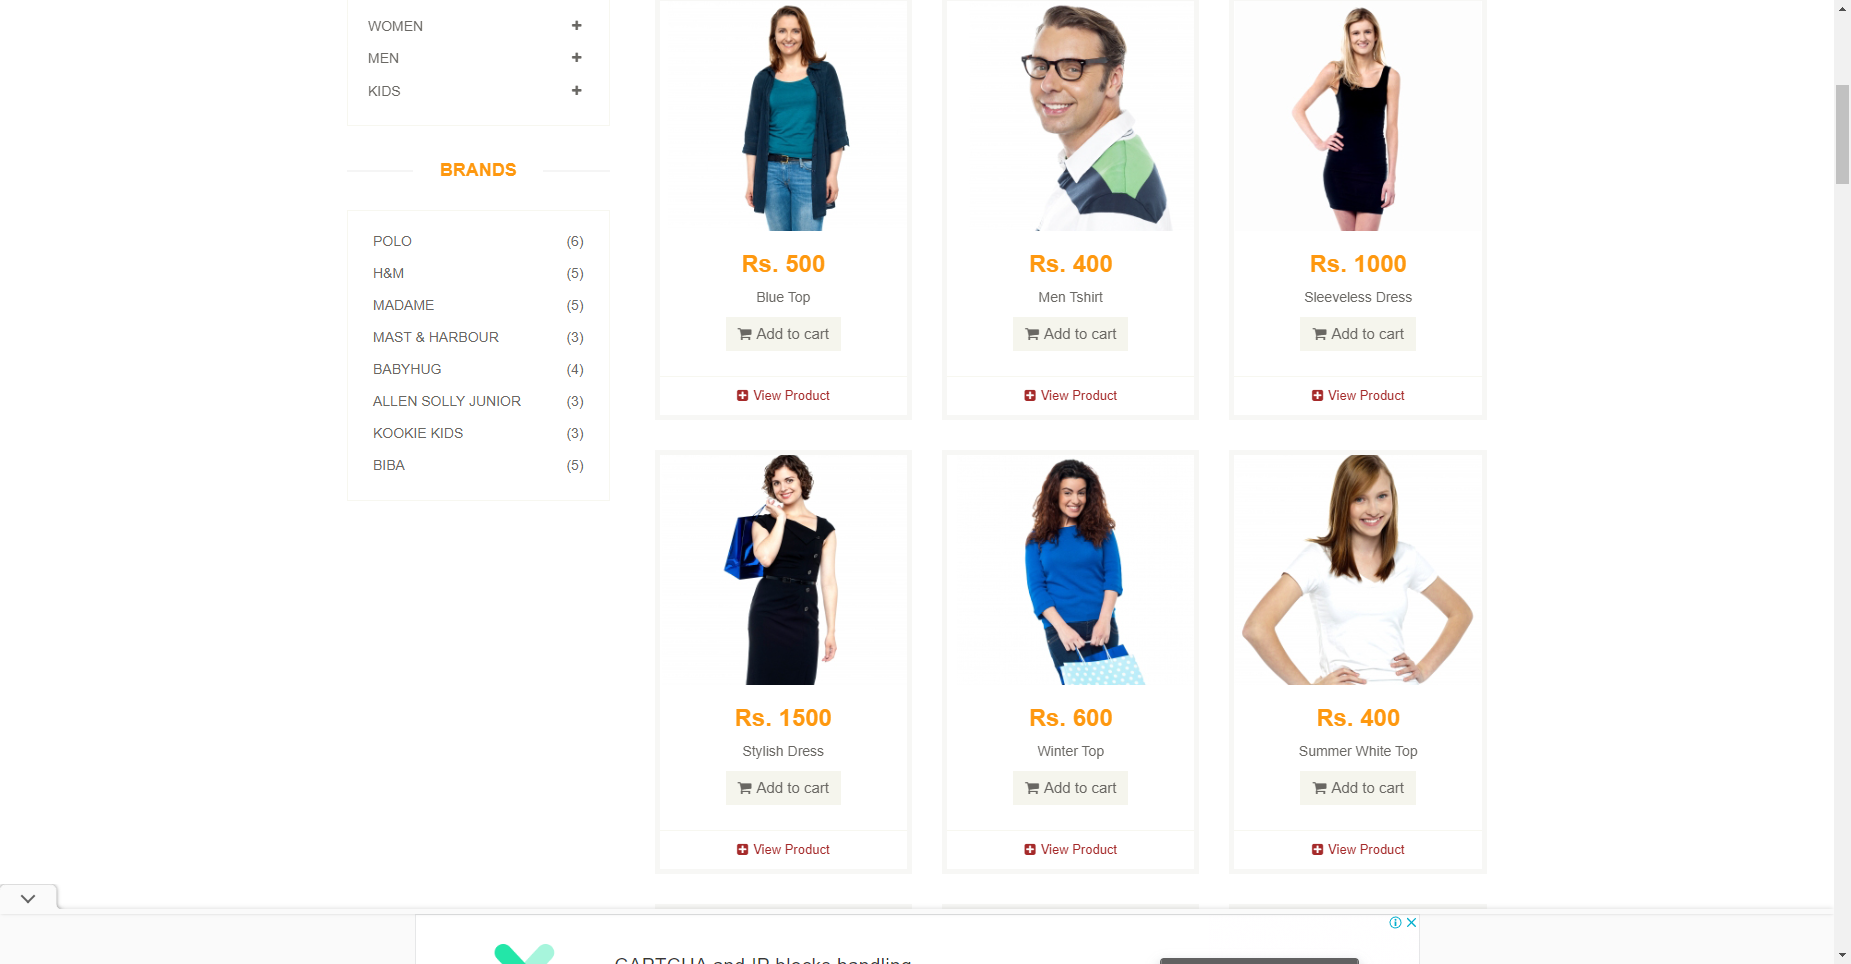 WOMEN
MEN
KIDS
BRANDS
POLO (6)
H&M (5)
MADAME (5)
MAST & HARBOUR (3)
BABYHUG (4)
ALLEN SOLLY JUNIOR (3)
KOOKIE KIDS (3)
BIBA (5)
Rs. 500
Blue Top
Add to cart
View Product
Rs. 400
Men Tshirt
Add to cart
View Product
Rs. 1000
Sleeveless Dress
Add to cart
View Product
Rs. 1500
Stylish Dress
Add to cart
View Product
Rs. 600
Winter Top
Add to cart
View Product
Rs. 400
Summer White Top
Add to cart
View Product
CAPTCHA and IP blocks handling